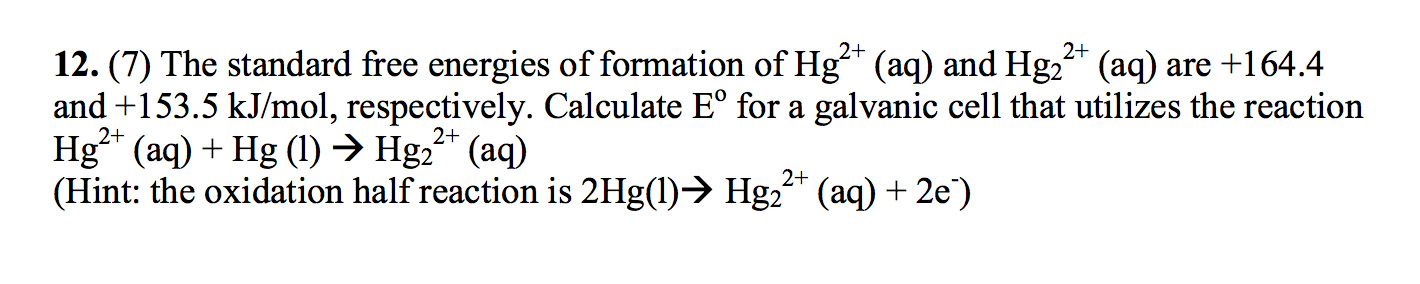 12. (7) The standard free energies of formation of Hg²⁺ (aq) and Hg₂²⁺ (aq) are +164.4
and +153.5 kJ/mol, respectively. Calculate Eº for a galvanic cell that utilizes the reaction
Hg²⁺ (aq) + Hg (l) → Hg₂²⁺ (aq)
(Hint: the oxidation half reaction is 2Hg(l)→ Hg₂²⁺ (aq) + 2e⁻)